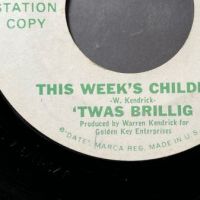 STATION
COPY
THIS WEEK'S CHILDRE
-W. Kendrick-
'TWAS BRILLIG
Produced by Warren Kendrick for
Golden Key Enterprises
"DATE" MARCA REG. MADE IN U.S.